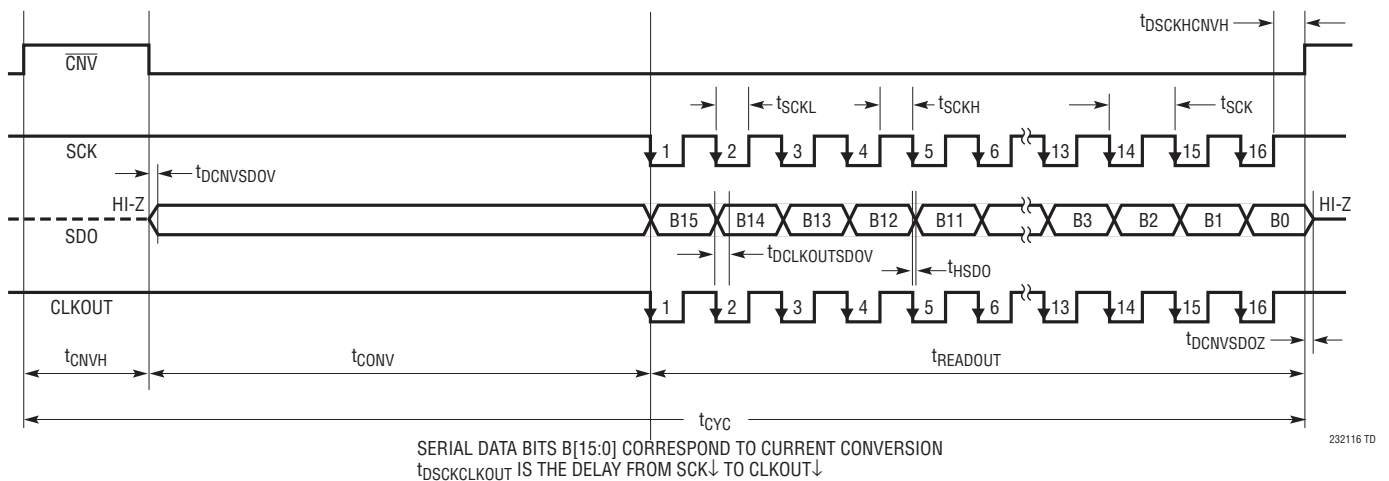 tDSCKHCNVH
CNV
tSCKL
tSCKH
tSCK
SCK
1 2 3 4 5 6 13 14 15 16
tDCNVSDOV
HI-Z
HI-Z
SDO
B15 B14 B13 B12 B11 B3 B2 B1 B0
tDCLKOUTSDOV
tHSDO
CLKOUT
1 2 3 4 5 6 13 14 15 16
tDCNVSDOZ
tCNVH
tCONV
tREADOUT
tCYC
232116 TD
SERIAL DATA BITS B[15:0] CORRESPOND TO CURRENT CONVERSION
tDSCKCLKOUT IS THE DELAY FROM SCK↓ TO CLKOUT↓